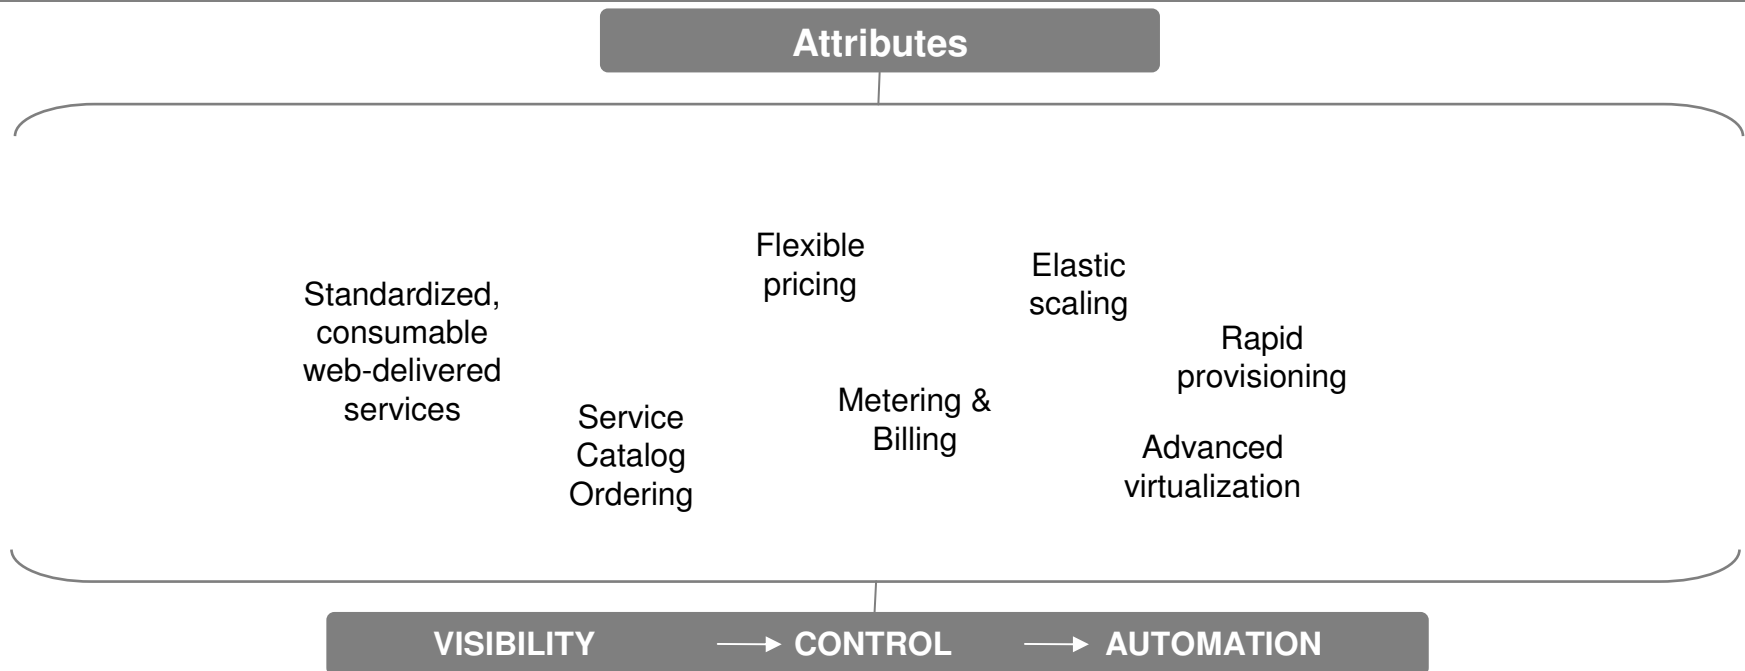 Attributes
Standardized,
consumable
web-delivered
services
Service
Catalog
Ordering
Flexible
pricing
Metering &
Billing
Elastic
scaling
Rapid
provisioning
Advanced
virtualization
VISIBILITY → CONTROL → AUTOMATION